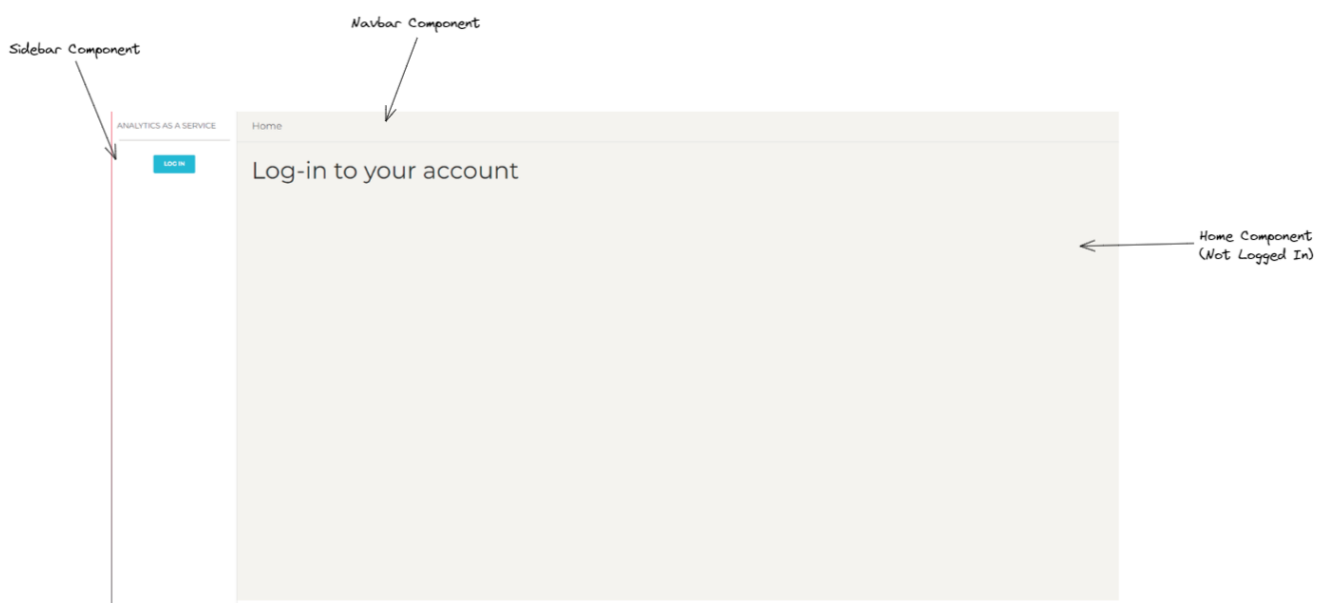 Navbar Component
Sidebar Component
ANALYTICS AS A SERVICE
Home
LOG IN
Log-in to your account
Home Component
(Not Logged In)